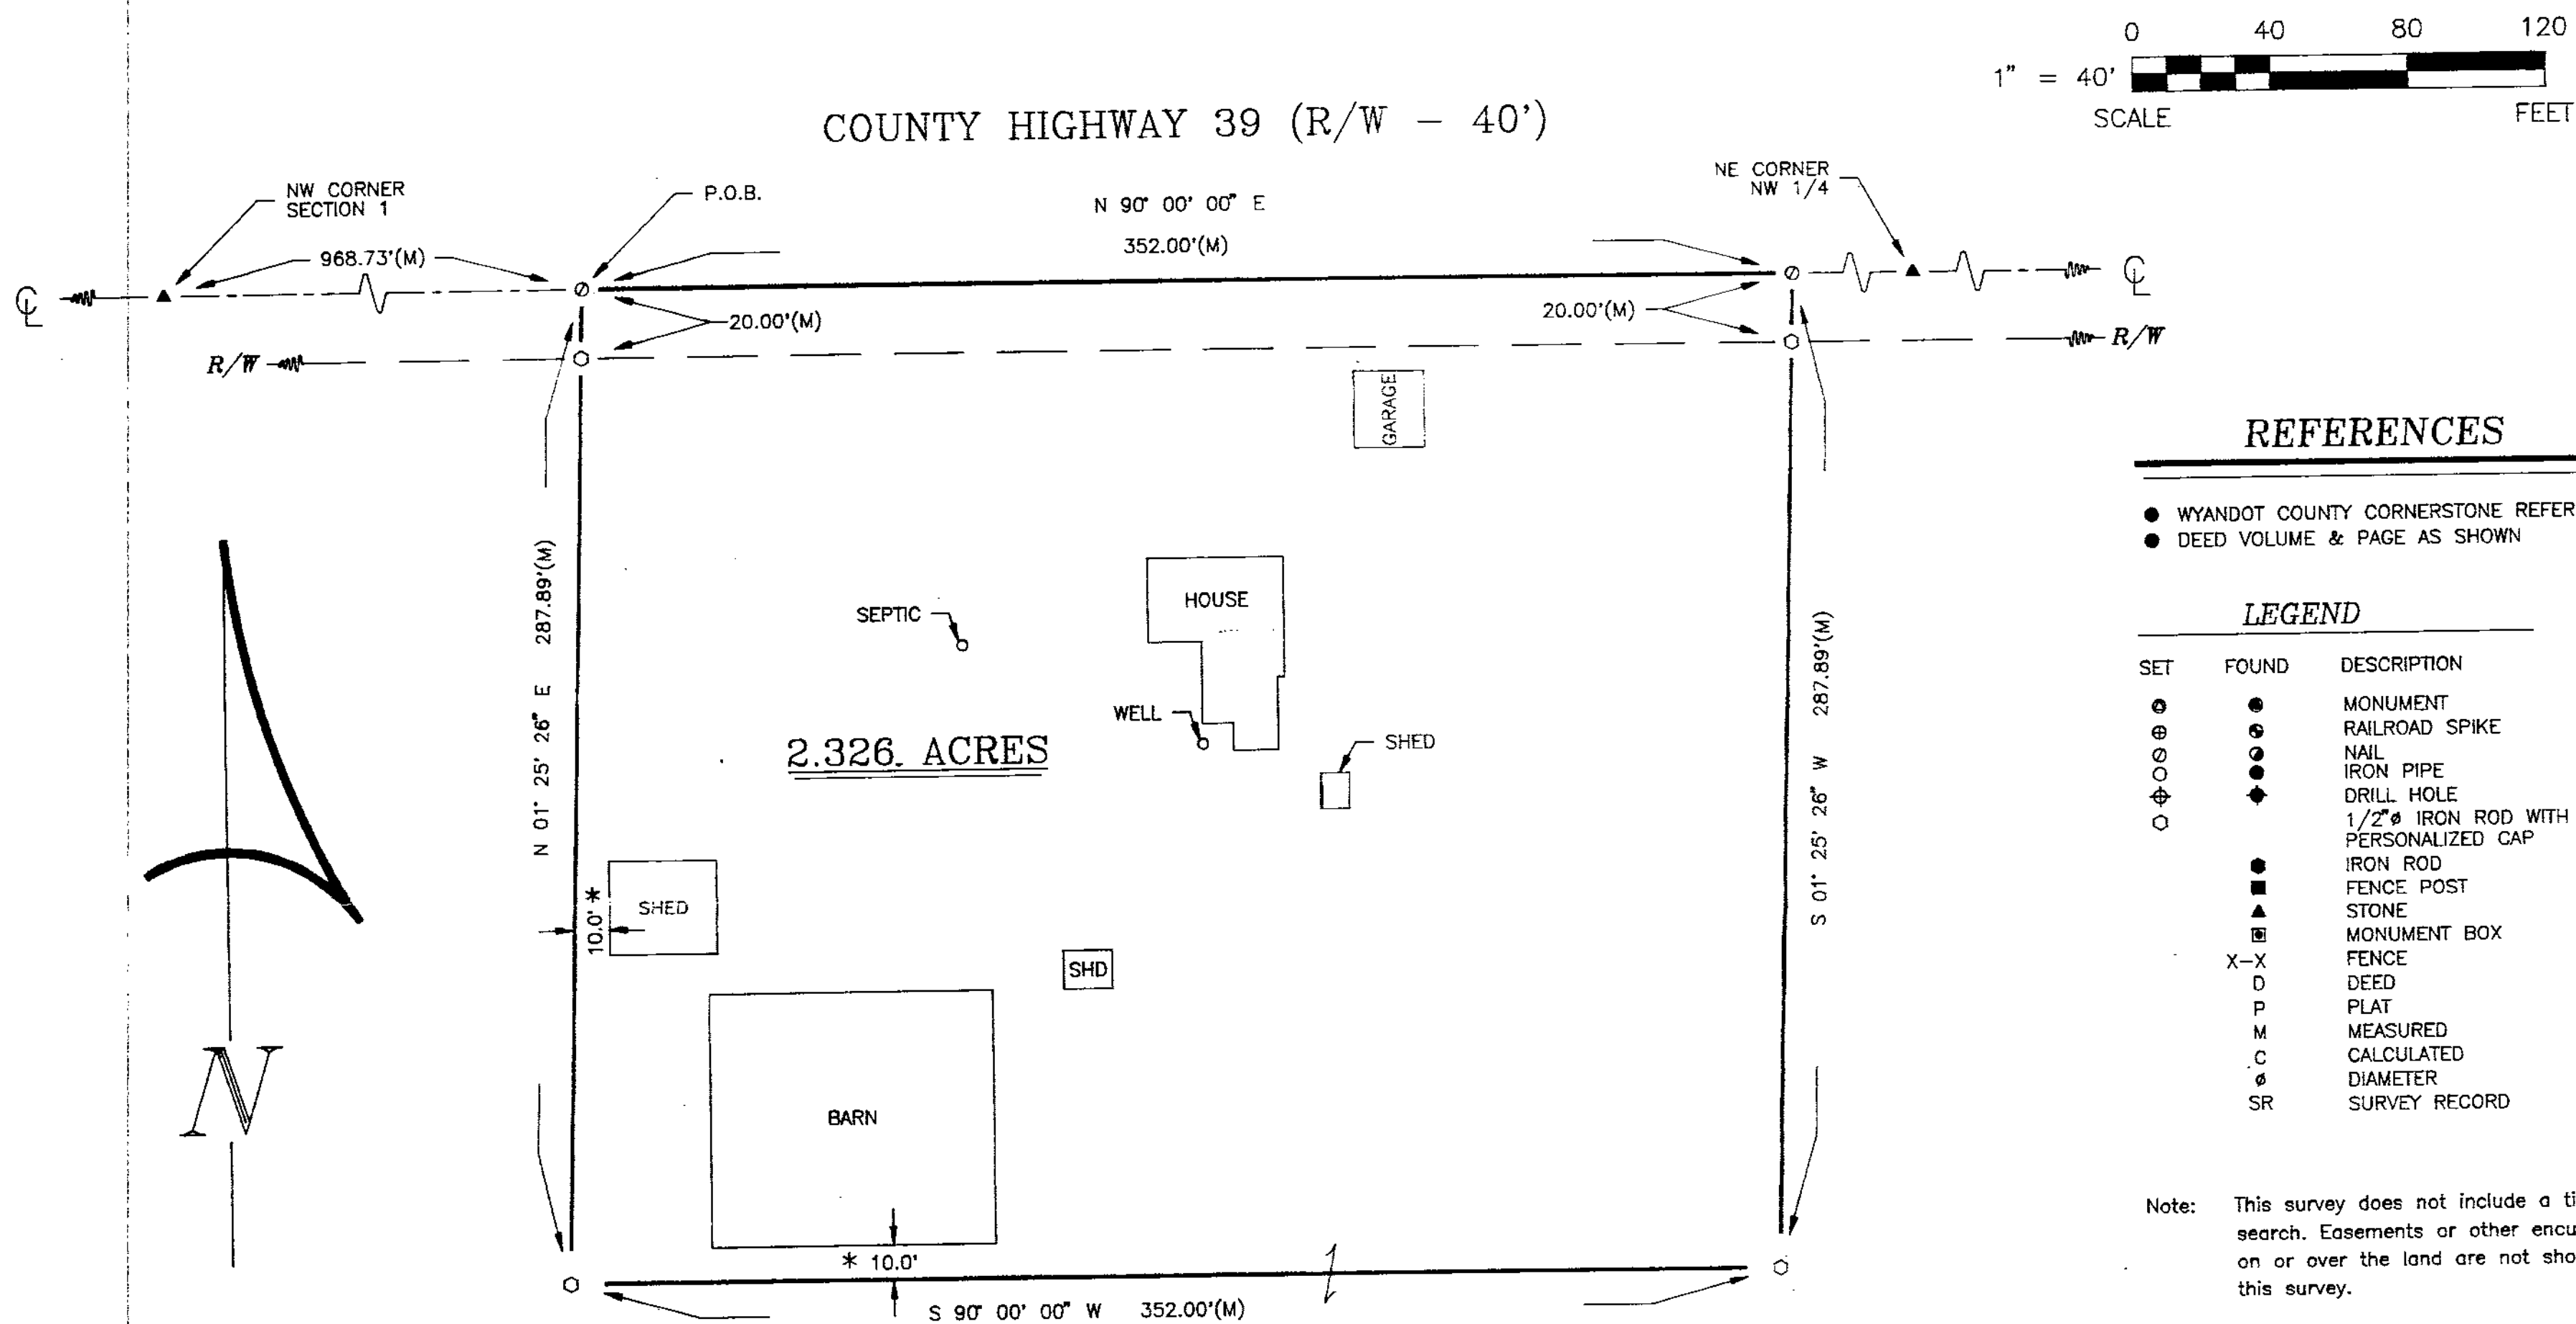 0 40 80 120
1" = 40'
SCALE FEET
COUNTY HIGHWAY 39 (R/W - 40')
NW CORNER
SECTION 1
P.O.B.
N 90° 00' 00" E
352.00'(M)
NE CORNER
NW 1/4
968.73'(M)
℄
℄
20.00'(M)
20.00'(M)
R/W
R/W
GARAGE
N 01° 25' 26" E 287.89'(M)
S 01° 25' 26" W 287.89'(M)
SEPTIC
HOUSE
WELL
SHED
2.326. ACRES
SHED
10.0' *
SHD
BARN
* 10.0'
S 90° 00' 00" W 352.00'(M)
N
REFERENCES
● WYANDOT COUNTY CORNERSTONE REFER
● DEED VOLUME & PAGE AS SHOWN
LEGEND
SET FOUND DESCRIPTION
MONUMENT
RAILROAD SPIKE
NAIL
IRON PIPE
DRILL HOLE
1/2"ø IRON ROD WITH
PERSONALIZED CAP
IRON ROD
FENCE POST
STONE
MONUMENT BOX
X-X FENCE
D DEED
P PLAT
M MEASURED
C CALCULATED
ø DIAMETER
SR SURVEY RECORD
Note: This survey does not include a ti
search. Easements or other encu
on or over the land are not sho
this survey.